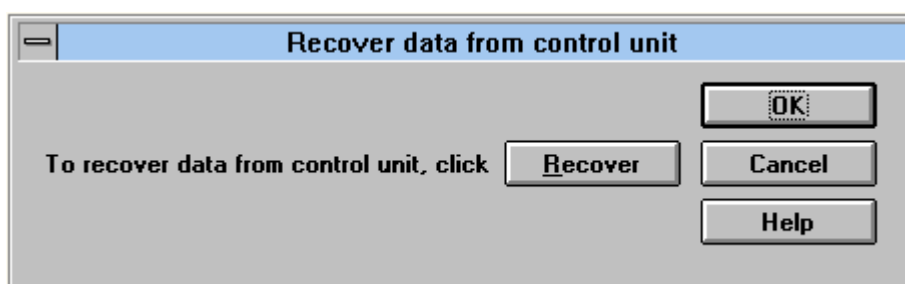 Recover data from control unit
OK
To recover data from control unit, click Recover
Cancel
Help